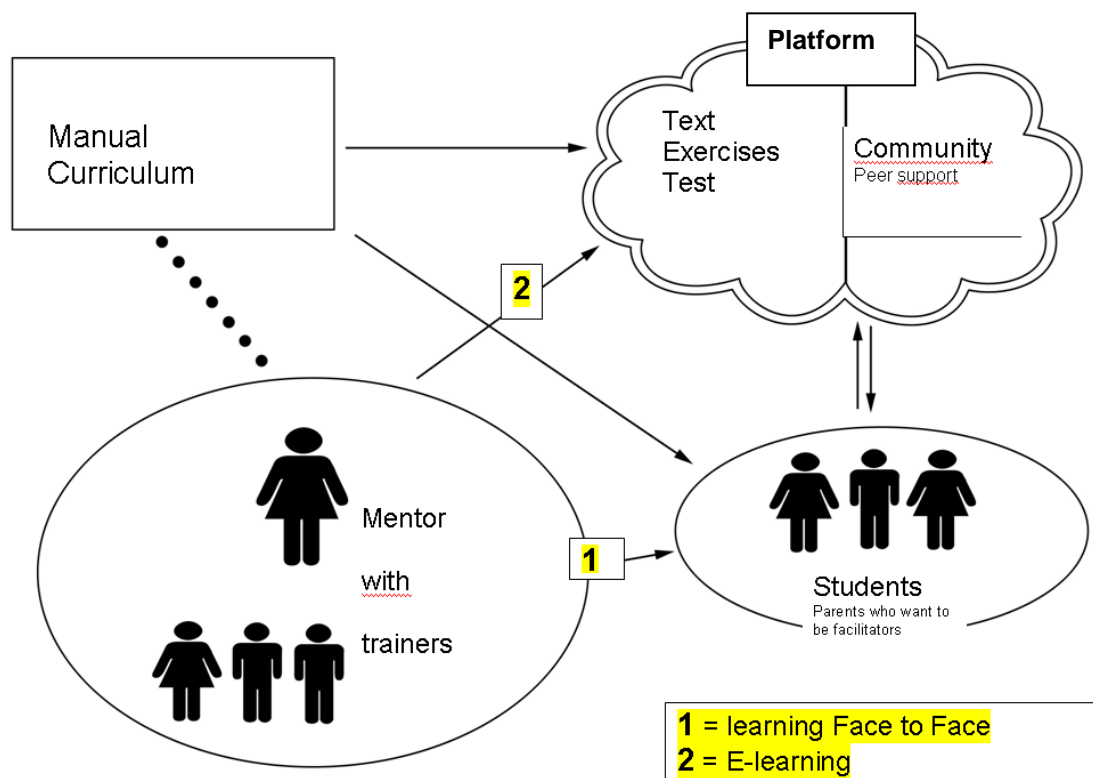 Platform
Manual
Curriculum
Text
Exercises
Test
Community
Peer support
2
Mentor
with
trainers
1
Students
Parents who want to
be facilitators
1 = learning Face to Face
2 = E-learning